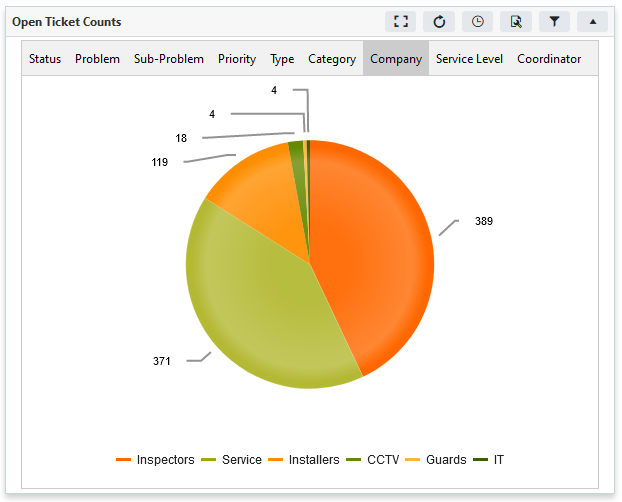 Open Ticket Counts
Status Problem Sub-Problem Priority Type Category Company Service Level Coordinator
4
4
18
119
389
371
Inspectors Service Installers CCTV Guards IT